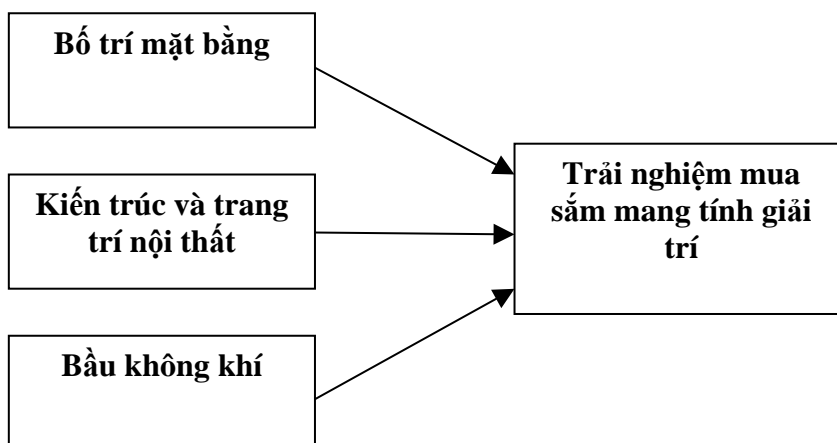 Bố trí mặt bằng
Kiến trúc và trang
trí nội thất
Bầu không khí
Trải nghiệm mua
sắm mang tính giải
trí